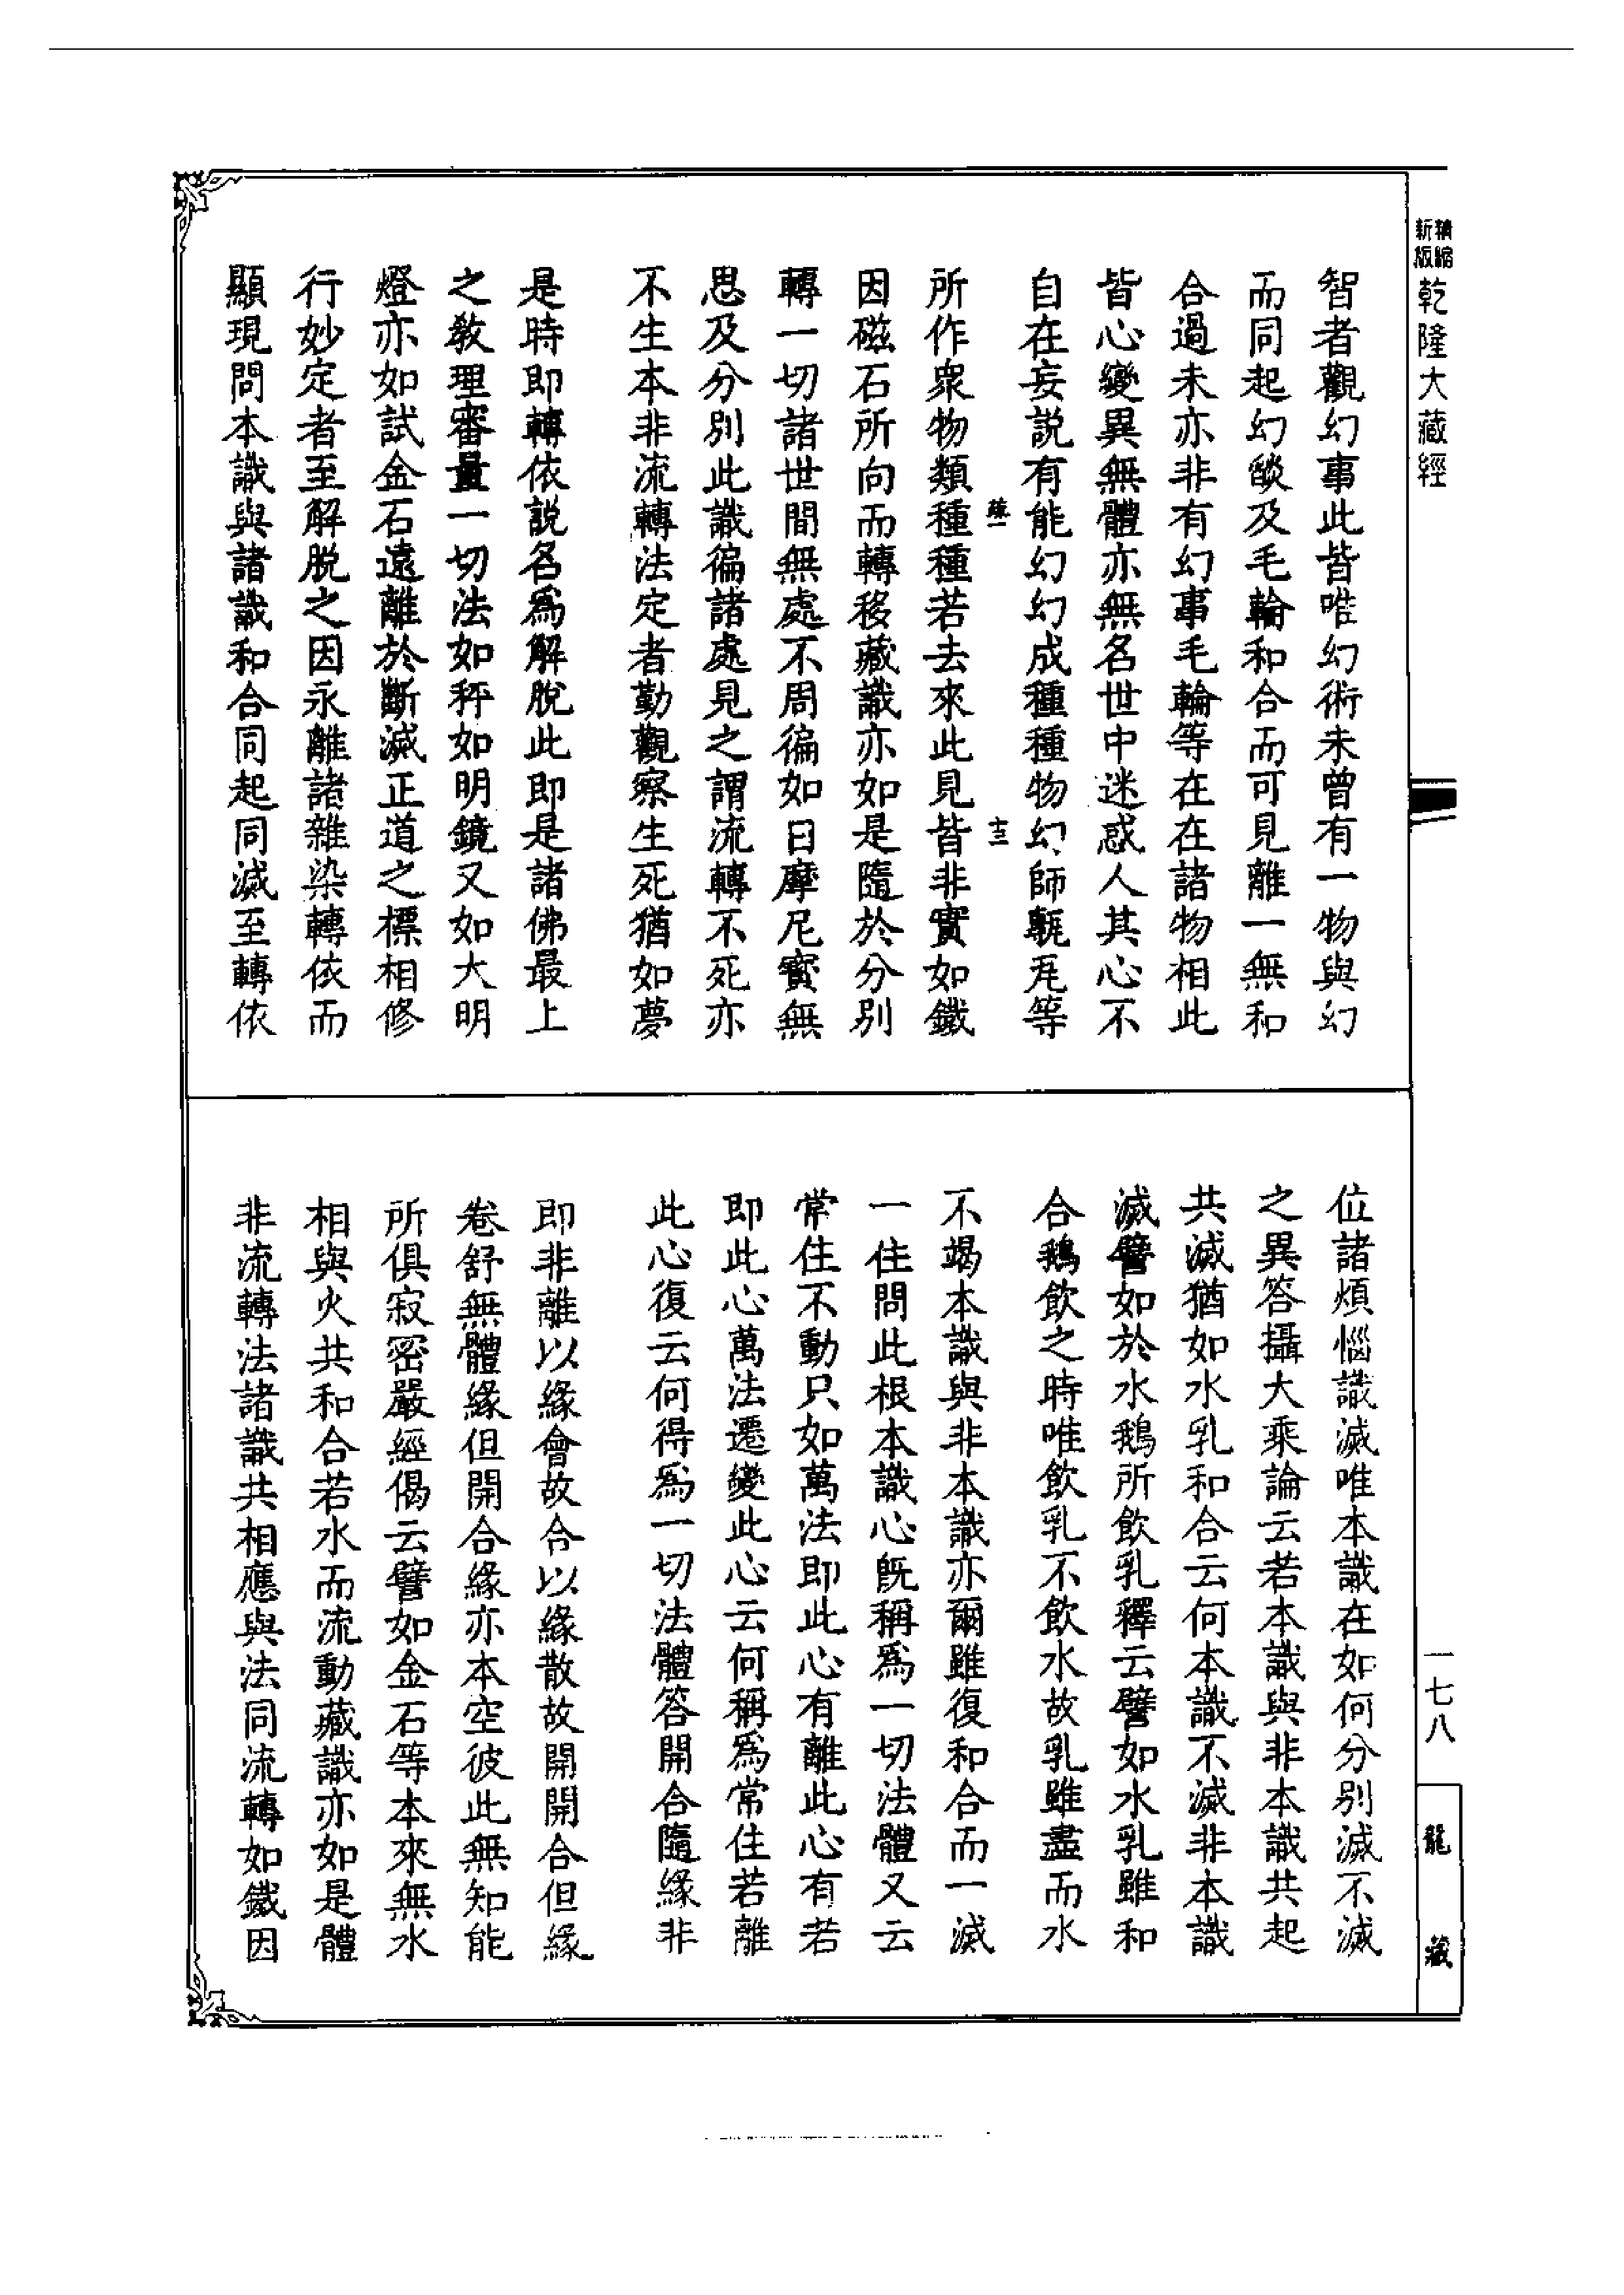 精縮新版乾隆大藏經
智者觀幻事此皆唯幻術未曾有一物與幻
而同起幻燄及毛輪和合而可見離一無和
合過未亦非有幻事毛輪等在在諸物相此
皆心變異無體亦無名世中迷惑人其心不
自在妄説有能幻幻成種種物幻師甎瓦等
所作衆物類種種若去來此見皆非實如鐵
因磁石所向而轉移藏識亦如是隨於分別
轉一切諸世間無處不周徧如日摩尼寶無
思及分別此識徧諸處見之謂流轉不死亦
不生本非流轉法定者勤觀察生死猶如夢
是時即轉依説名爲解脱此即是諸佛最上
之教理審量一切法如秤如明鏡又如大明
燈亦如試金石遠離於斷滅正道之標相修
行妙定者至解脱之因永離諸雜染轉依而
顯現問本識與諸識和合同起同滅至轉依
位諸煩惱識滅唯本識在如何分別滅不滅
之異答攝大乘論云若本識與非本識共起
共滅猶如水乳和合云何本識不滅非本識
滅譬如於水鵝所飲乳釋云譬如水乳雖和
合鵝飲之時唯飲乳不飲水故乳雖盡而水
不竭本識與非本識亦爾雖復和合而一滅
一住問此根本識心旣稱爲一切法體又云
常住不動只如萬法即此心有離此心有若
即此心萬法遷變此心云何稱爲常住若離
此心復云何得爲一切法體答開合隨緣非
即非離以緣會故合以緣散故開開合但緣
卷舒無體緣但開合緣亦本空彼此無知能
所俱寂密嚴經偈云譬如金石等本來無水
相與火共和合若水而流動藏識亦如是體
非流轉法諸識共相應與法同流轉如鐵因
一七八
龍藏